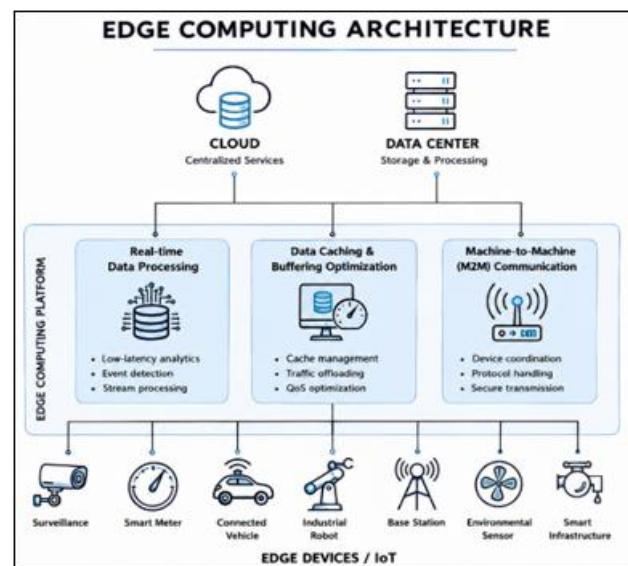 EDGE COMPUTING ARCHITECTURE
CLOUD
Centralized Services
DATA CENTER
Storage & Processing
EDGE COMPUTING PLATFORM
Real-time
Data Processing
• Low-latency analytics
• Event detection
• Stream processing
Data Caching &
Buffering Optimization
• Cache management
• Traffic offloading
• QoS optimization
Machine-to-Machine
(M2M) Communication
• Device coordination
• Protocol handling
• Secure transmission
Surveillance
Smart Meter
Connected
Vehicle
Industrial
Robot
Base Station
Environmental
Sensor
Smart
Infrastructure
EDGE DEVICES / IoT